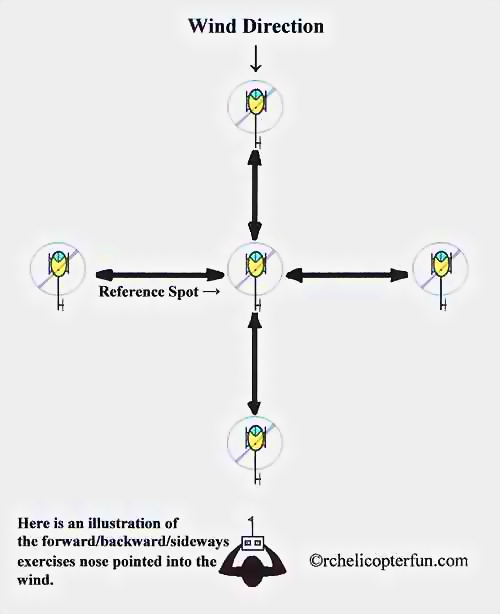 Wind Direction
Reference Spot →
Here is an illustration of
the forward/backward/sideways
exercises nose pointed into the
wind.
©rchelicopterfun.com